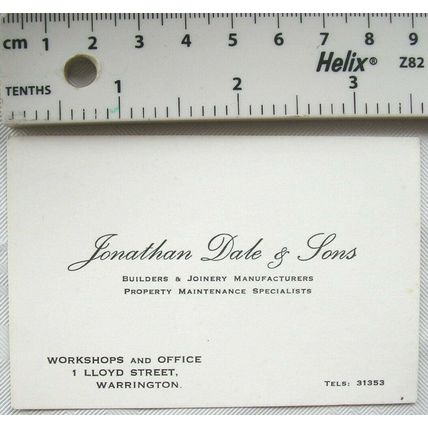 cm 1 2 3 4 5 6 7 8 9
Helix® Z82
TENTHS 1 2 3
Jonathan Dale & Sons
BUILDERS & JOINERY MANUFACTURERS
PROPERTY MAINTENANCE SPECIALISTS
WORKSHOPS AND OFFICE
1 LLOYD STREET,
WARRINGTON.
TELS: 31353